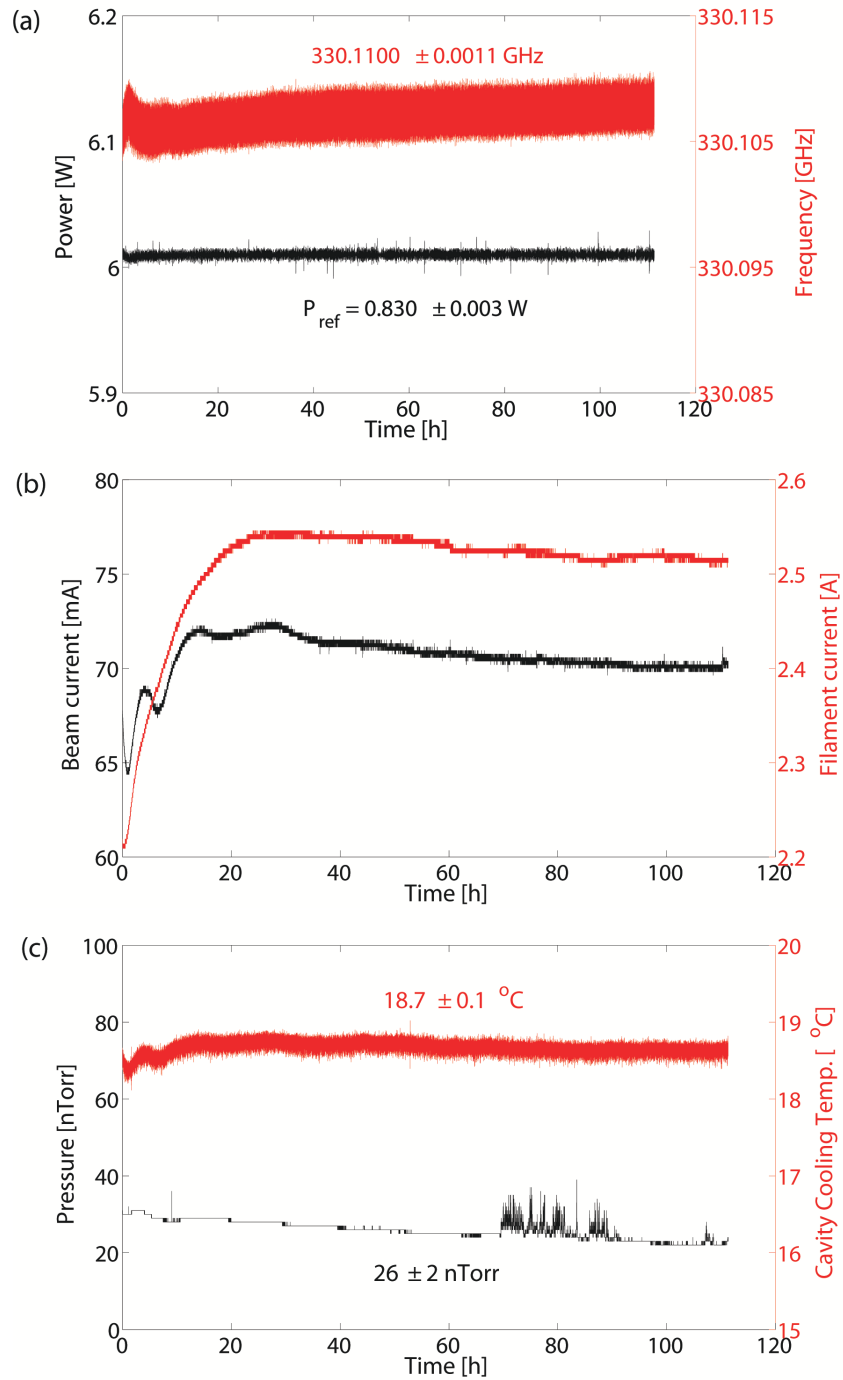 (a)
6.2
330.115
330.1100 ±0.0011 GHz
6.1
330.105
Power [W]
Frequency [GHz]
6
330.095
P ref = 0.830 ±0.003 W
5.9
330.085
0 20 40 60 80 100 120
Time [h]
(b)
80
2.6
75
2.5
Beam current [mA]
Filament current [A]
70
2.4
65
2.3
60
2.2
0 20 40 60 80 100 120
Time [h]
(c)
100
20
18.7 ±0.1 °C
80
19
Pressure [nTorr]
Cavity Cooling Temp. [ °C]
60
18
40
17
20
16
26 ±2 nTorr
0
15
0 20 40 60 80 100 120
Time [h]